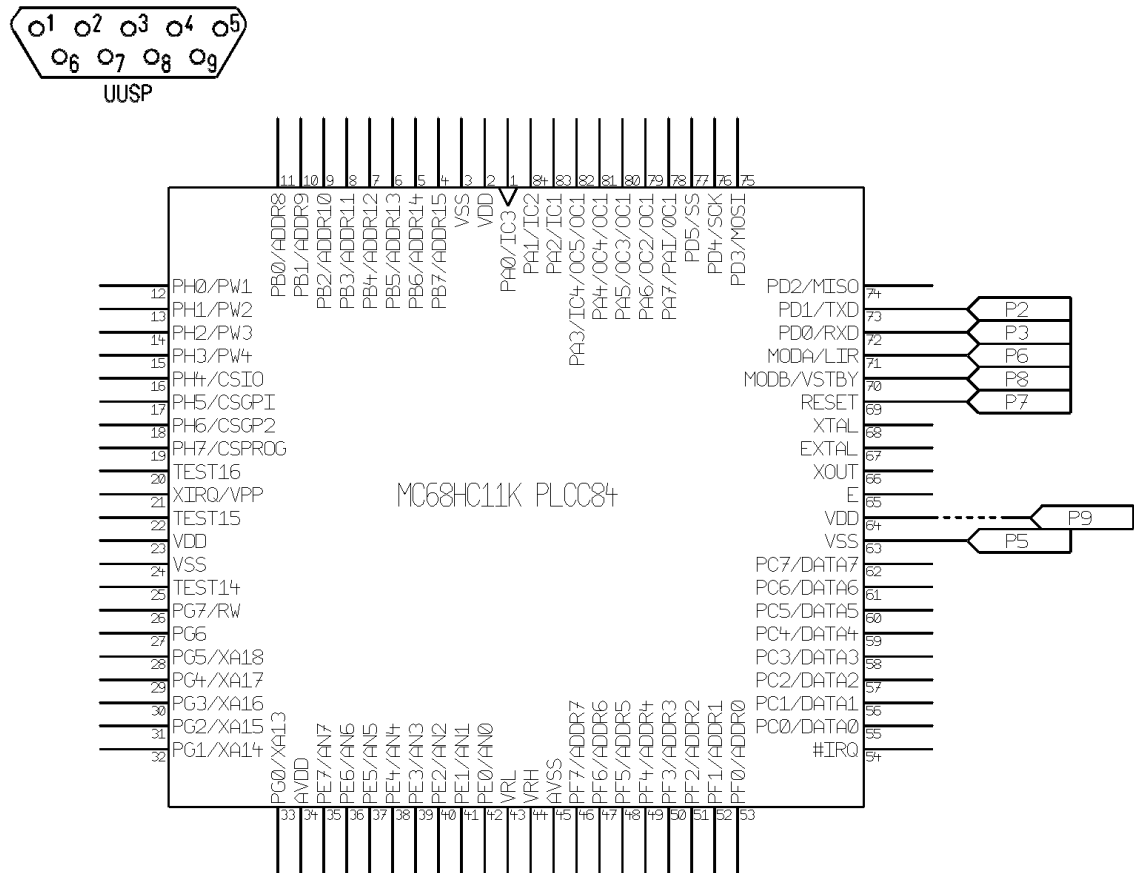 1 2 3 4 5
6 7 8 9
UUSP
11 10 9 8 7 6 5 4 3 2 1 84 83 82 81 80 79 78 77 76 75
PB0/ADDR8
PB1/ADDR9
PB2/ADDR10
PB3/ADDR11
PB4/ADDR12
PB5/ADDR13
PB6/ADDR14
PB7/ADDR15
VSS
VDD
PA0/IC3
PA1/IC2
PA2/IC1
PA3/IC4/OC5/OC1
PA4/OC4/OC1
PA5/OC3/OC1
PA6/OC2/OC1
PA7/PAI/OC1
PD5/SS
PD4/SCK
PD3/MOSI
12 PH0/PW1
13 PH1/PW2
14 PH2/PW3
15 PH3/PW4
16 PH4/CSIO
17 PH5/CSGPI
18 PH6/CSGP2
19 PH7/CSPROG
20 TEST16
21 XIRQ/VPP
22 TEST15
23 VDD
24 VSS
25 TEST14
26 PG7/RW
27 PG6
28 PG5/XA18
29 PG4/XA17
30 PG3/XA16
31 PG2/XA15
32 PG1/XA14
MC68HC11K PLCC84
PD2/MISO 74
PD1/TXD 73 P2
PD0/RXD 72 P3
MODA/LIR 71 P6
MODB/VSTBY 70 P8
RESET 69 P7
XTAL 68
EXTAL 67
XOUT 66
E 65
VDD 64 P9
VSS 63 P5
PC7/DATA7 62
PC6/DATA6 61
PC5/DATA5 60
PC4/DATA4 59
PC3/DATA3 58
PC2/DATA2 57
PC1/DATA1 56
PC0/DATA0 55
#IRQ 54
PG0/XA13
AVDD
PE7/AN7
PE6/AN6
PE5/AN5
PE4/AN4
PE3/AN3
PE2/AN2
PE1/AN1
PE0/AN0
VRL
VRH
AVSS
PF7/ADDR7
PF6/ADDR6
PF5/ADDR5
PF4/ADDR4
PF3/ADDR3
PF2/ADDR2
PF1/ADDR1
PF0/ADDR0
33 34 35 36 37 38 39 40 41 42 43 44 45 46 47 48 49 50 51 52 53